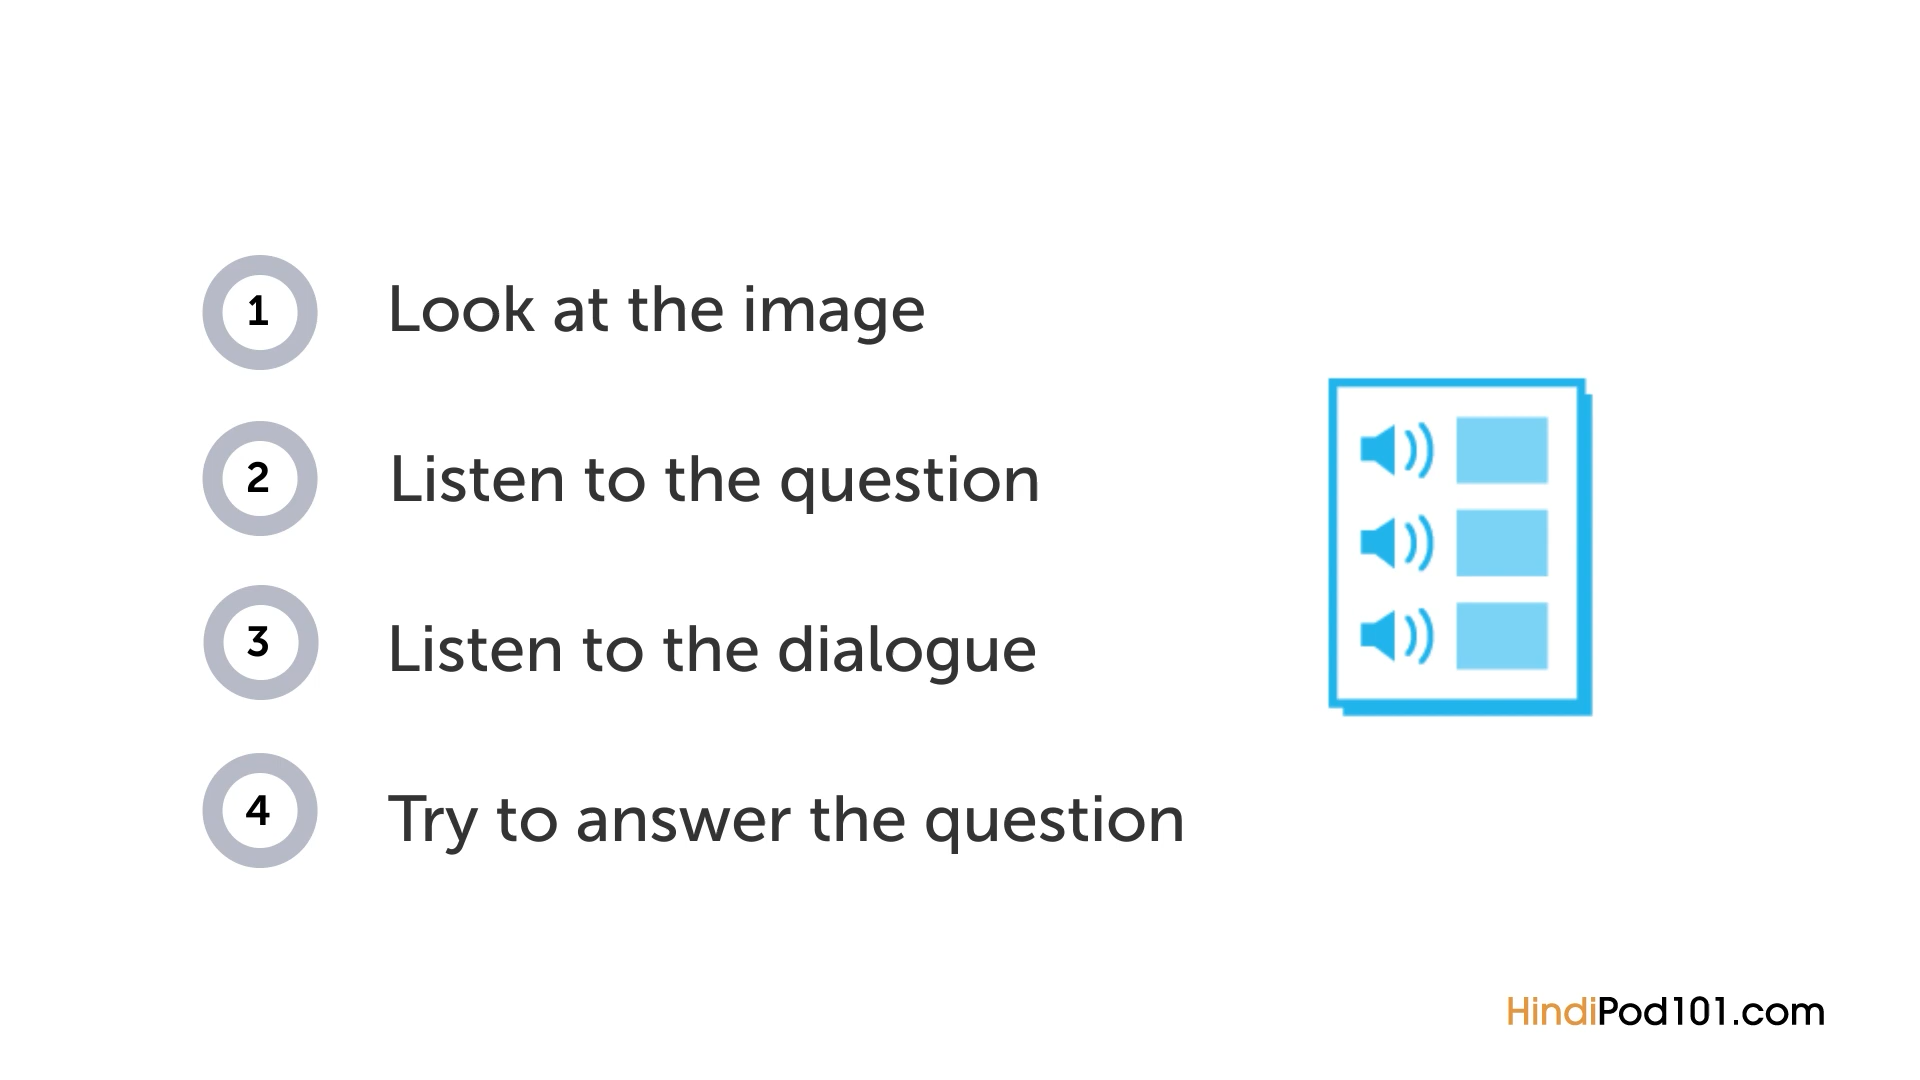 1 Look at the image
2 Listen to the question
3 Listen to the dialogue
4 Try to answer the question
HindiPod101.com